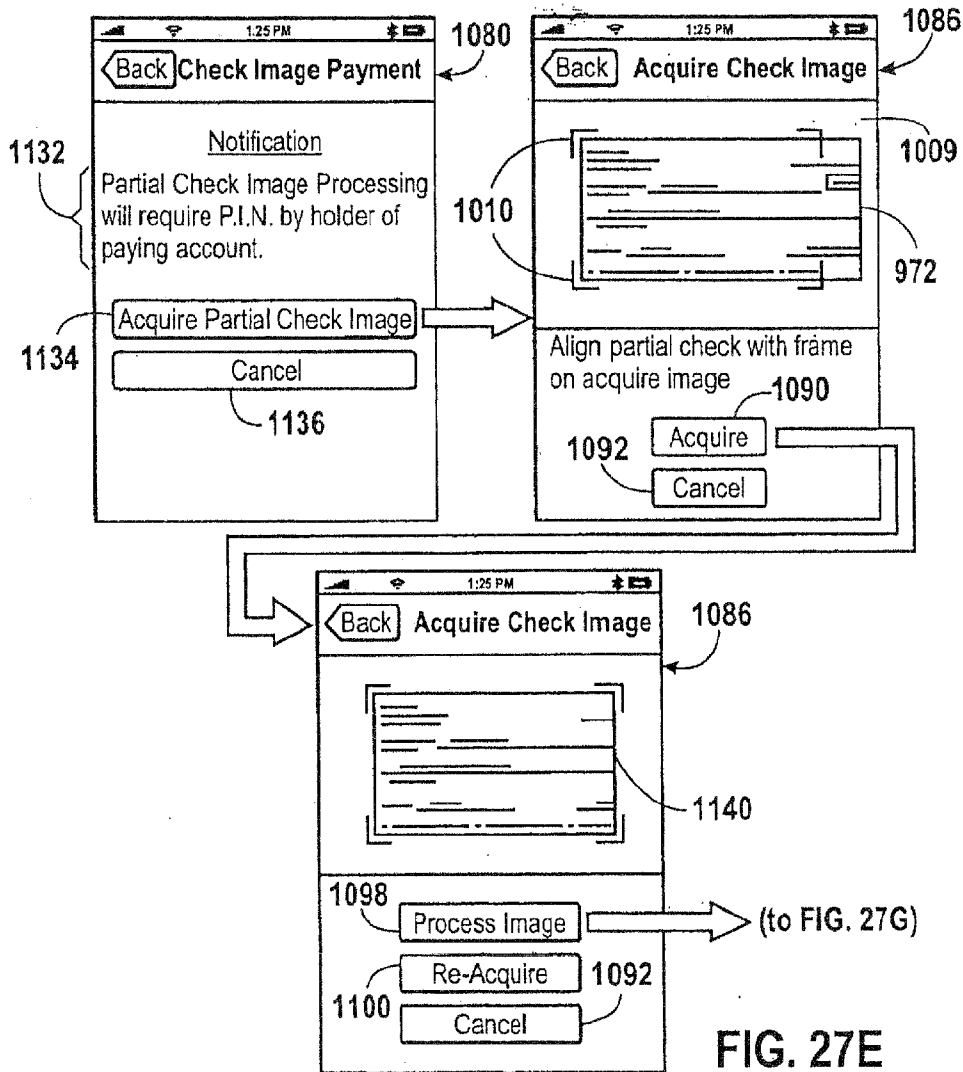 1:25 PM
Back Check Image Payment
1080
Notification
1132
Partial Check Image Processing
will require P.I.N. by holder of
paying account.
Acquire Partial Check Image
1134
Cancel
1136
1:25 PM
Back Acquire Check Image
1086
1009
1010
972
Align partial check with frame
on acquire image
1090
Acquire
1092
Cancel
1:25 PM
Back Acquire Check Image
1086
1140
1098
Process Image
(to FIG. 27G)
Re-Acquire
1100
1092
Cancel
FIG. 27E